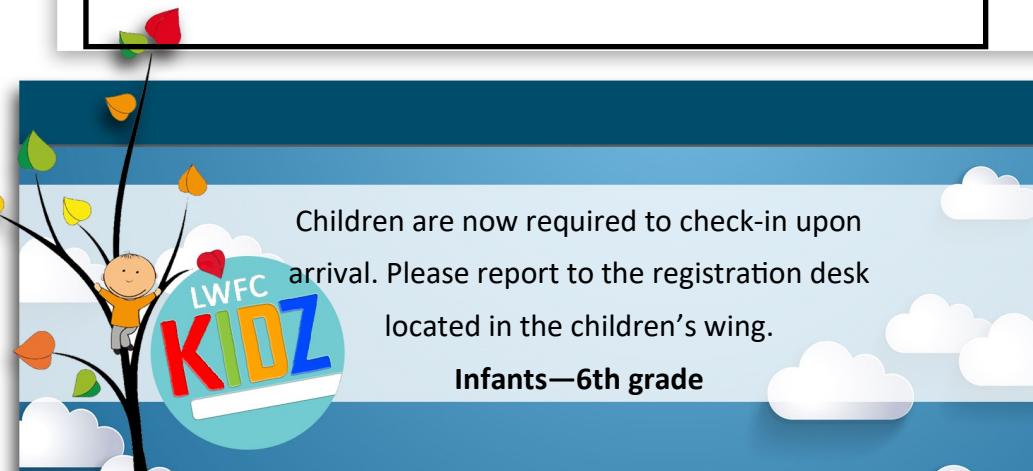 Children are now required to check-in upon
arrival. Please report to the registration desk
located in the children’s wing.
Infants—6th grade
LWFC
KIDZ